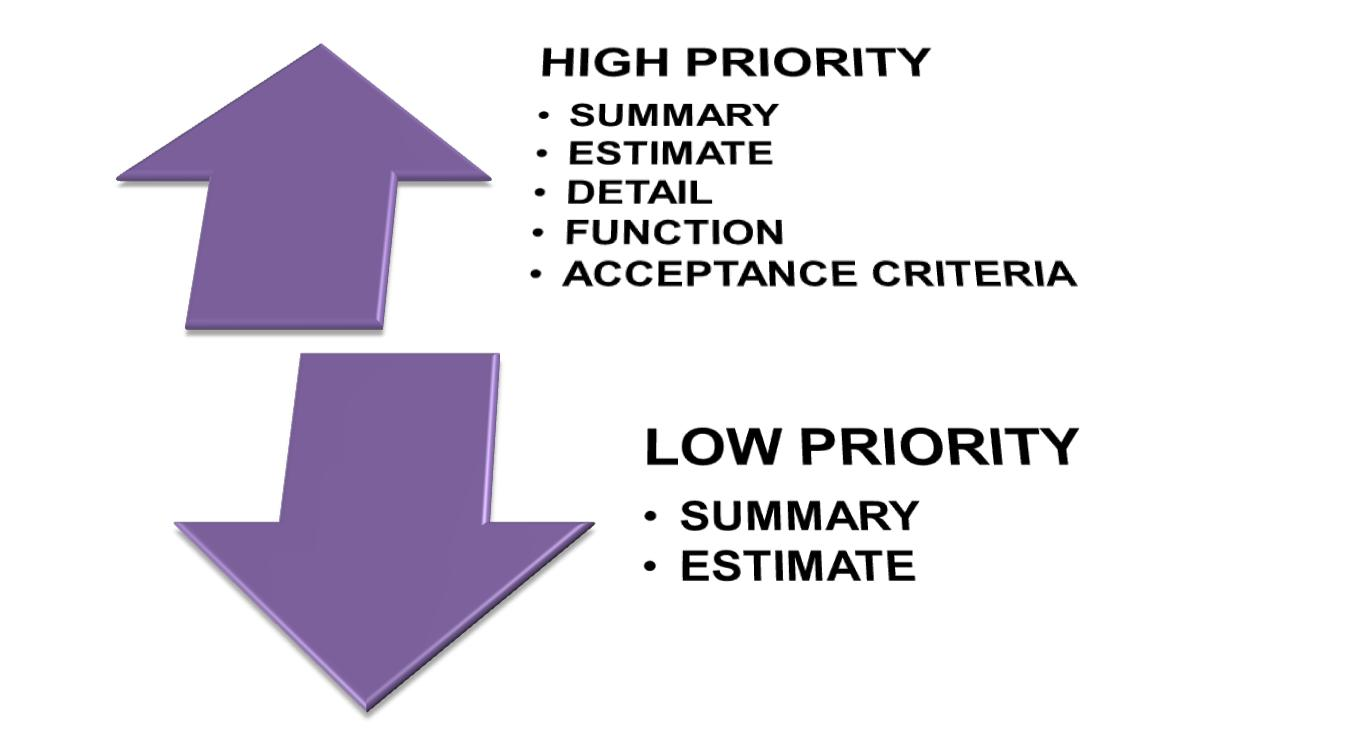 HIGH PRIORITY
• SUMMARY
• ESTIMATE
• DETAIL
• FUNCTION
• ACCEPTANCE CRITERIA
LOW PRIORITY
• SUMMARY
• ESTIMATE